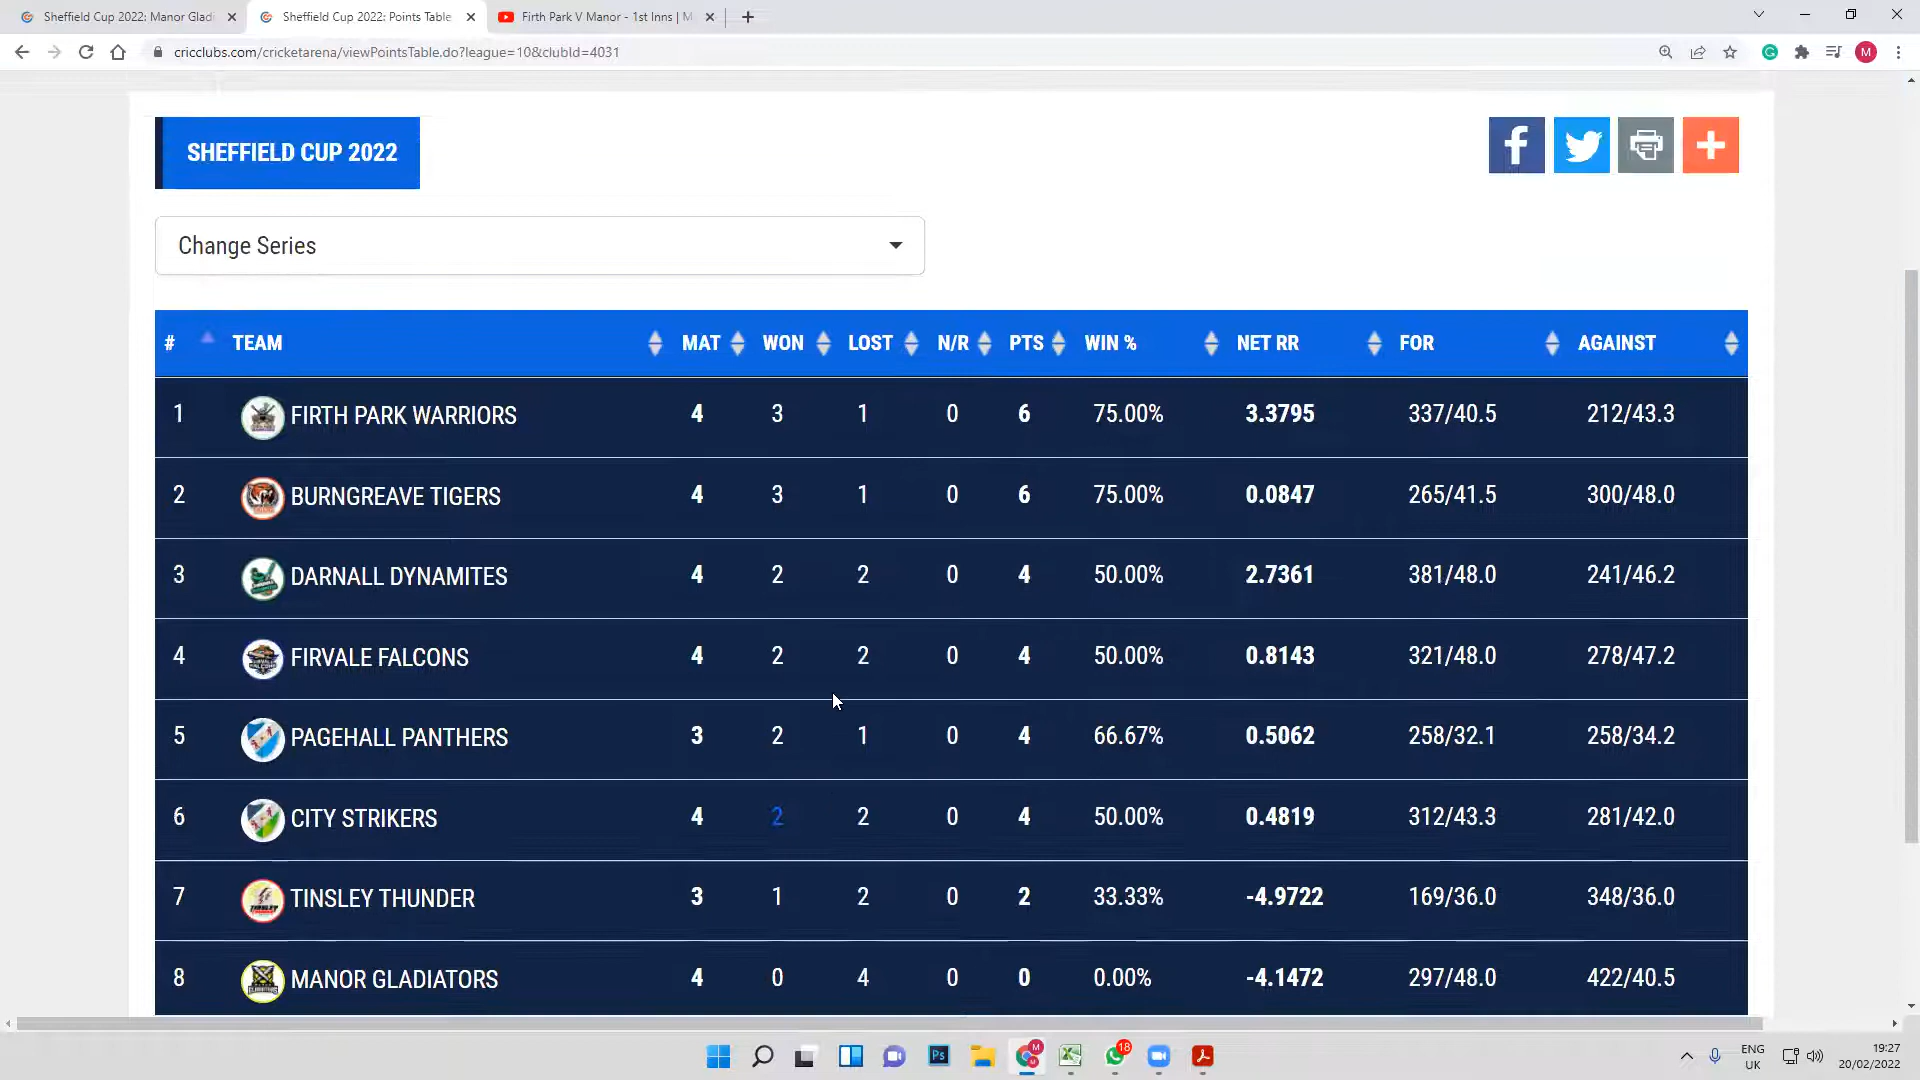 Sheffield Cup 2022: Manor Gladi
Sheffield Cup 2022: Points Table
Firth Park V Manor - 1st Inns | M
cricclubs.com/cricketarena/viewPointsTable.do?league=10&clubId=4031
M
SHEFFIELD CUP 2022
Change Series
# TEAM MAT WON LOST N/R PTS WIN % NET RR FOR AGAINST
1 FIRTH PARK WARRIORS 4 3 1 0 6 75.00% 3.3795 337/40.5 212/43.3
2 BURNGREAVE TIGERS 4 3 1 0 6 75.00% 0.0847 265/41.5 300/48.0
3 DARNALL DYNAMITES 4 2 2 0 4 50.00% 2.7361 381/48.0 241/46.2
4 FIRVALE FALCONS 4 2 2 0 4 50.00% 0.8143 321/48.0 278/47.2
5 PAGEHALL PANTHERS 3 2 1 0 4 66.67% 0.5062 258/32.1 258/34.2
6 CITY STRIKERS 4 2 2 0 4 50.00% 0.4819 312/43.3 281/42.0
7 TINSLEY THUNDER 3 1 2 0 2 33.33% -4.9722 169/36.0 348/36.0
8 MANOR GLADIATORS 4 0 4 0 0 0.00% -4.1472 297/48.0 422/40.5
Ps
M
18
ENG
UK
19:27
20/02/2022